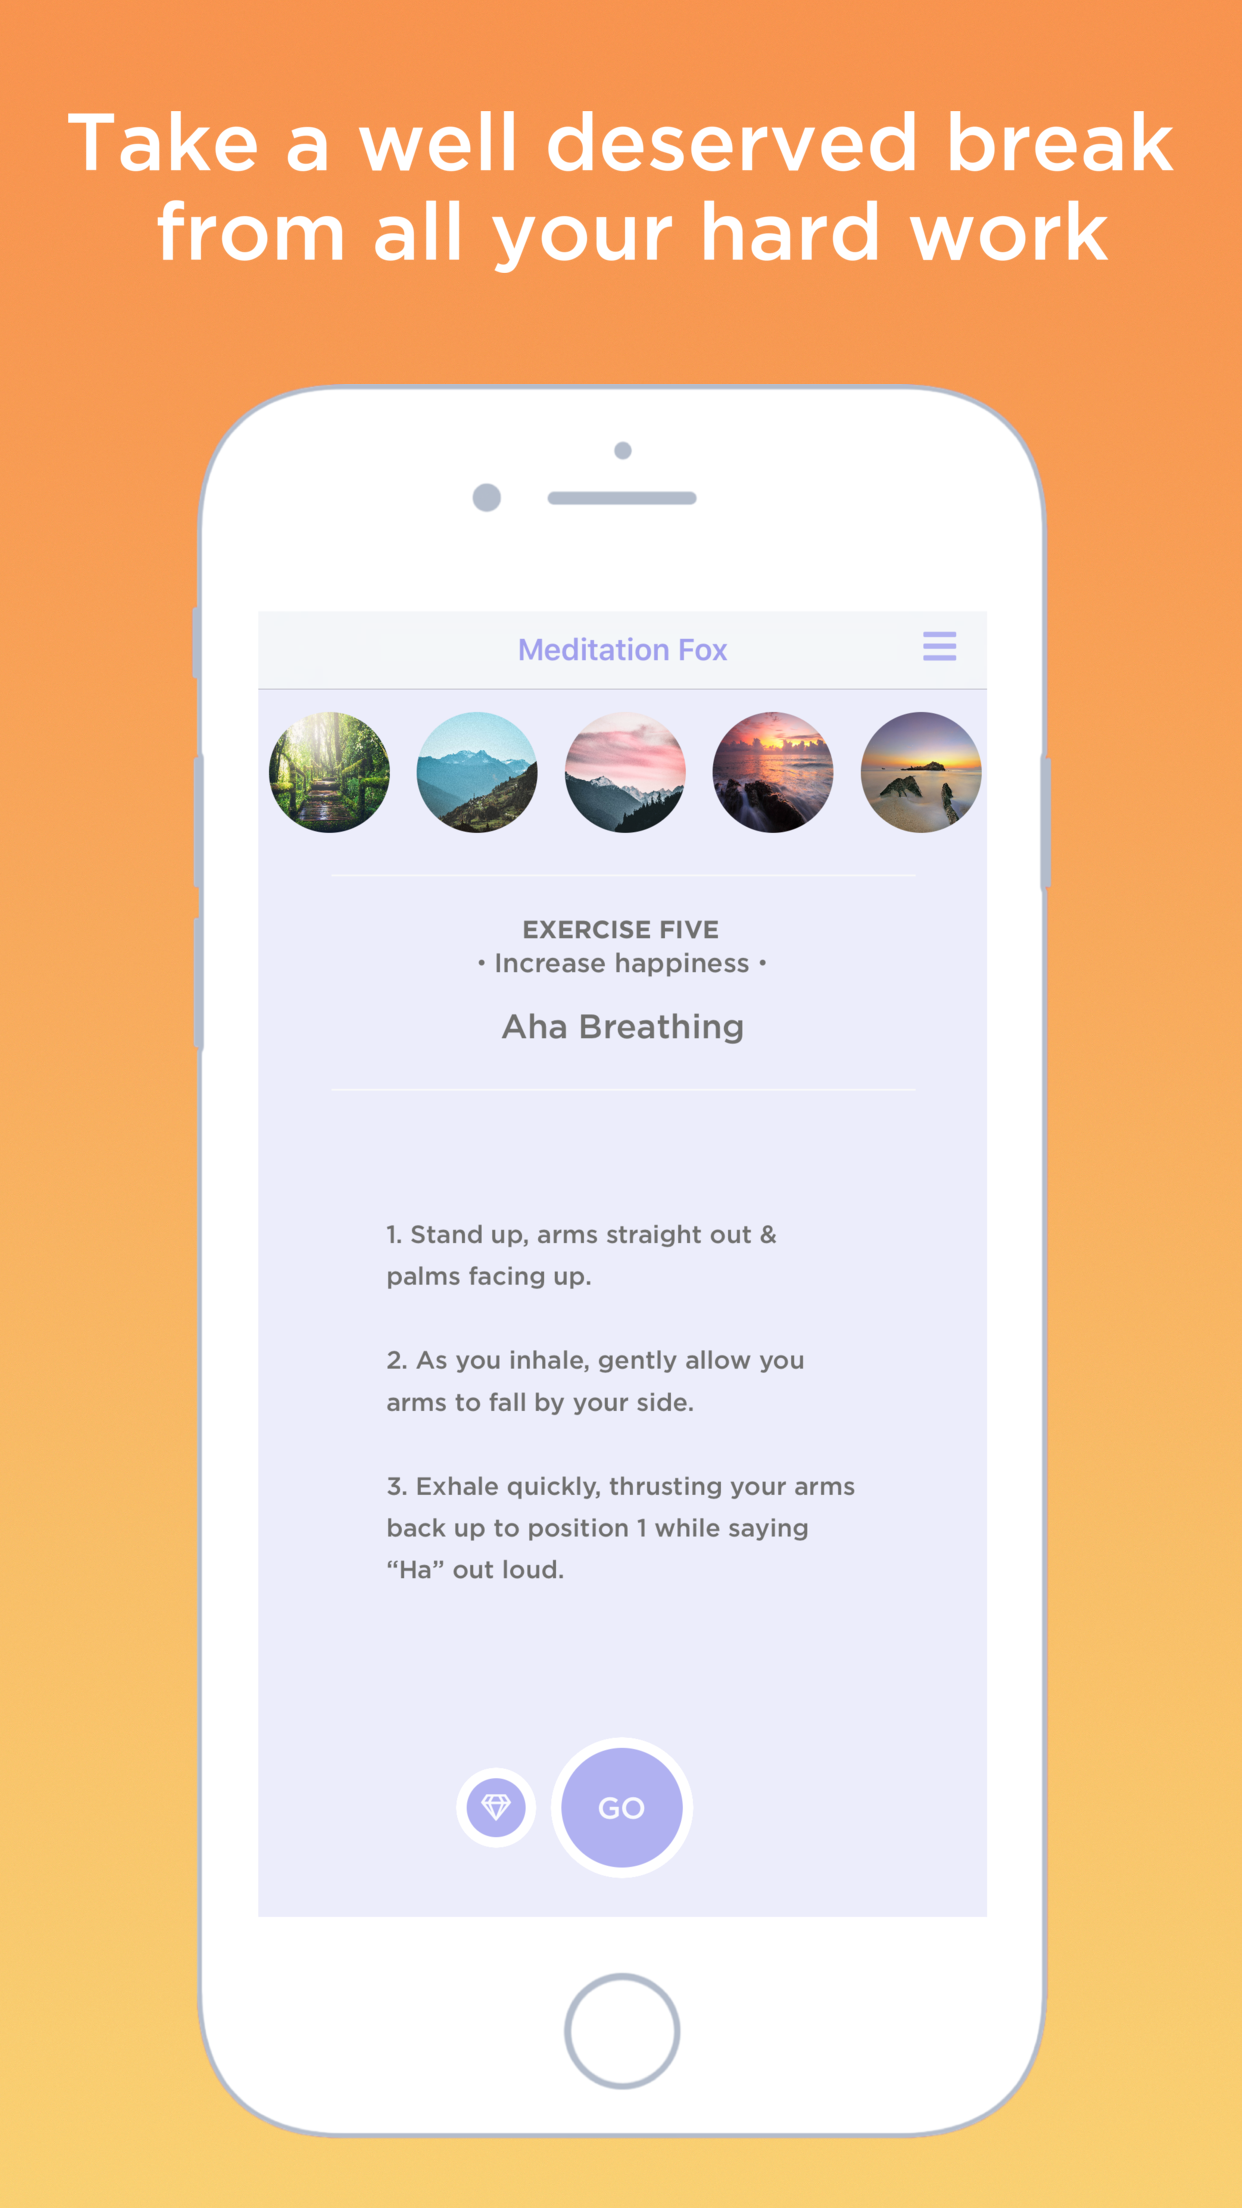 Take a well deserved break
from all your hard work
Meditation Fox
EXERCISE FIVE
• Increase happiness •
Aha Breathing
1. Stand up, arms straight out &
palms facing up.
2. As you inhale, gently allow you
arms to fall by your side.
3. Exhale quickly, thrusting your arms
back up to position 1 while saying
“Ha” out loud.
GO